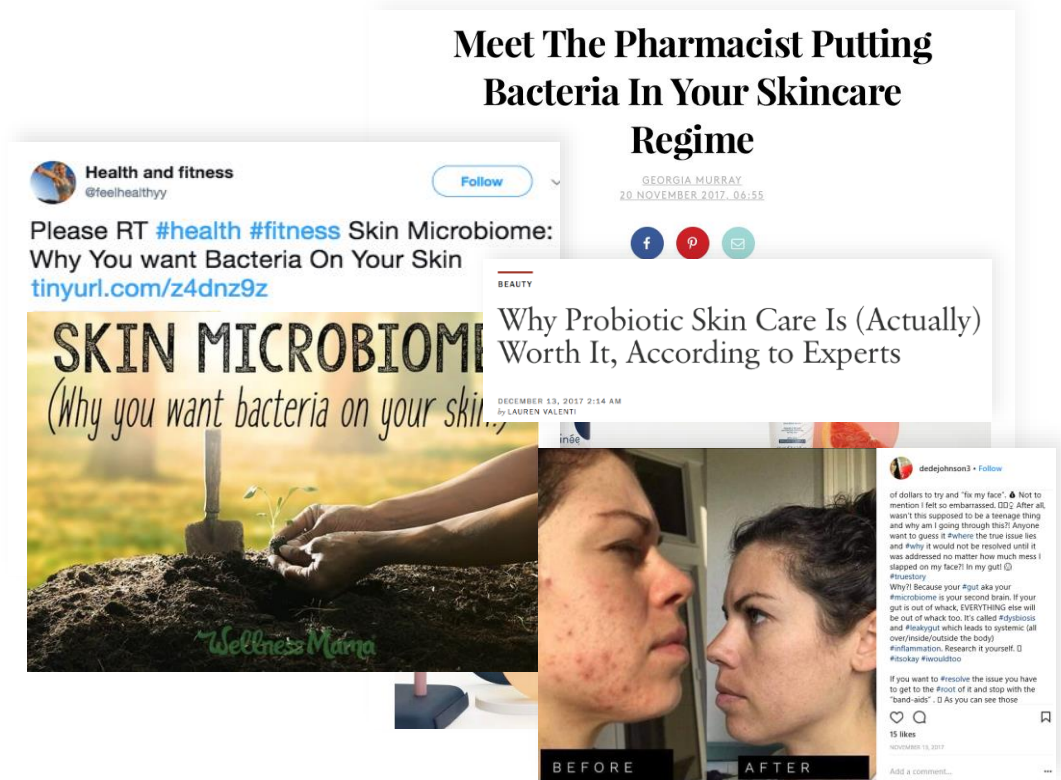 Meet The Pharmacist Putting
Bacteria In Your Skincare
Regime
GEORGIA MURRAY
20 NOVEMBER 2017, 06:55
Health and fitness
@feelhealthyy
Follow
Please RT #health #fitness Skin Microbiome:
Why You want Bacteria On Your Skin
tinyurl.com/z4dnz9z
SKIN MICROBIOME
(Why you want bacteria on your skin.)
Wellness Mama
BEAUTY
Why Probiotic Skin Care Is (Actually)
Worth It, According to Experts
DECEMBER 13, 2017 2:14 AM
by LAUREN VALENTI
inée
BEFORE
AFTER
dedejohnson3 • Follow
of dollars to try and "fix my face". Not to
mention I felt so embarrassed. After all,
wasn't this supposed to be a teenage thing
and why am I going through this?! Anyone
want to guess it #where the true issue lies
and #why it would not be resolved until it
was addressed no matter how much mess I
slapped on my face?! In my gut!
#truestory
Why?! Because your #gut aka your
#microbiome is your second brain. If your
gut is out of whack, EVERYTHING else will
be out of whack too. It's called #dysbiosis
and #leakygut which leads to systemic (all
over/inside/outside the body)
#inflammation. Research it yourself.
#itsokay #iwouldtoo
If you want to #resolve the issue you have
to get to the #root of it and stop with the
"band-aids" . As you can see those
15 likes
NOVEMBER 13, 2017
Add a comment...